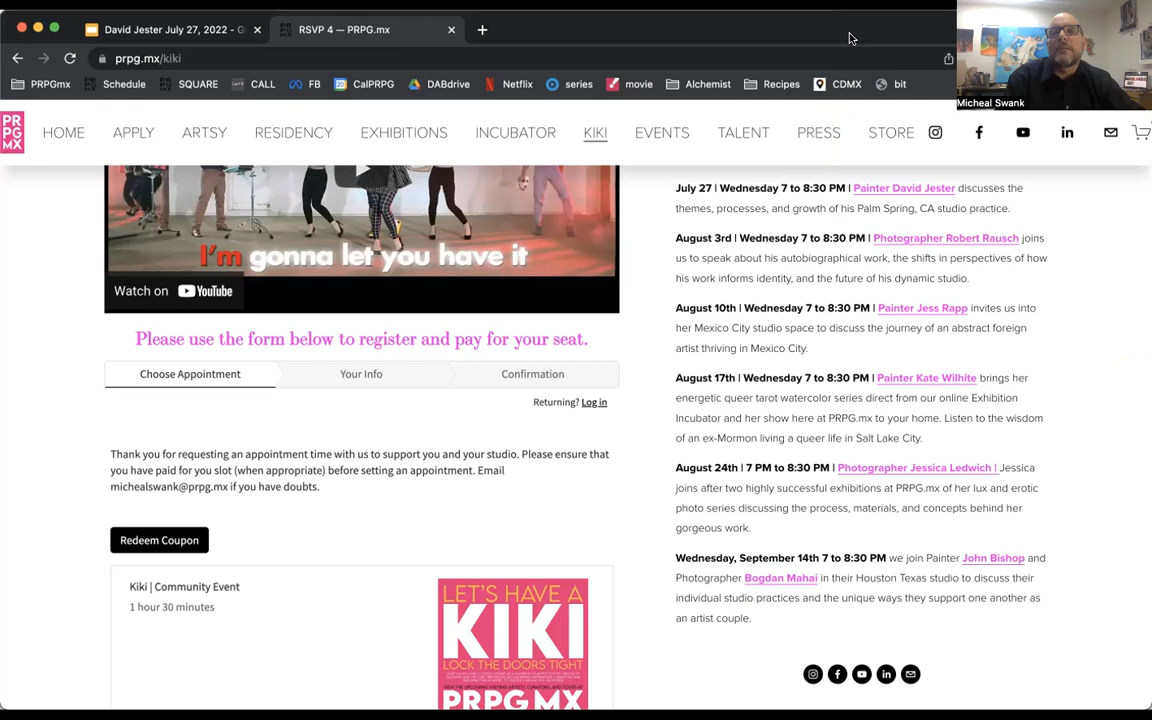 David Jester July 27, 2022 - G
RSVP 4 — PRPG.mx
prpg.mx/kiki
PRPGmx
Schedule
SQUARE
CALL
FB
CalPRPG
DABdrive
Netflix
series
movie
Alchemist
Recipes
CDMX
bit
Micheal Swank
PR
PG
MX
HOME
APPLY
ARTSY
RESIDENCY
EXHIBITIONS
INCUBATOR
KIKI
EVENTS
TALENT
PRESS
STORE
I'm gonna let you have it
Watch on YouTube
Please use the form below to register and pay for your seat.
Choose Appointment
Your Info
Confirmation
Returning? Log in
Thank you for requesting an appointment time with us to support you and your studio. Please ensure that
you have paid for you slot (when appropriate) before setting an appointment. Email
michealswank@prpg.mx if you have doubts.
Redeem Coupon
Kiki | Community Event
1 hour 30 minutes
LET'S HAVE A
KIKI
LOCK THE DOORS TIGHT
PRPGMX
July 27 | Wednesday 7 to 8:30 PM | Painter David Jester discusses the
themes, processes, and growth of his Palm Spring, CA studio practice.
August 3rd | Wednesday 7 to 8:30 PM | Photographer Robert Rausch joins
us to speak about his autobiographical work, the shifts in perspectives of how
his work informs identity, and the future of his dynamic studio.
August 10th | Wednesday 7 to 8:30 PM | Painter Jess Rapp invites us into
her Mexico City studio space to discuss the journey of an abstract foreign
artist thriving in Mexico City.
August 17th | Wednesday 7 to 8:30 PM | Painter Kate Wilhite brings her
energetic queer tarot watercolor series direct from our online Exhibition
Incubator and her show here at PRPG.mx to your home. Listen to the wisdom
of an ex-Mormon living a queer life in Salt Lake City.
August 24th | 7 PM to 8:30 PM | Photographer Jessica Ledwich | Jessica
joins after two highly successful exhibitions at PRPG.mx of her lux and erotic
photo series discussing the process, materials, and concepts behind her
gorgeous work.
Wednesday, September 14th 7 to 8:30 PM we join Painter John Bishop and
Photographer Bogdan Mahai in their Houston Texas studio to discuss their
individual studio practices and the unique ways they support one another as
an artist couple.